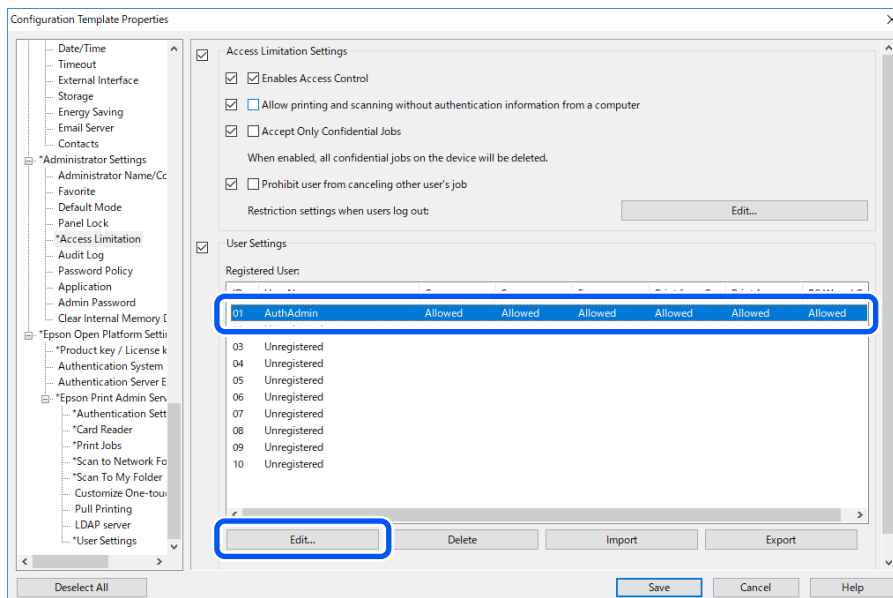 Configuration Template Properties
Date/Time
Timeout
External Interface
Storage
Energy Saving
Email Server
Contacts
*Administrator Settings
Administrator Name/Co
Favorite
Default Mode
Panel Lock
*Access Limitation
Audit Log
Password Policy
Application
Admin Password
Clear Internal Memory
*Epson Open Platform Settin
*Product key / License k
Authentication System
Authentication Server E
*Epson Print Admin Serv
*Authentication Sett
*Card Reader
*Print Jobs
*Scan to Network Fo
*Scan To My Folder
Customize One-tou
Pull Printing
LDAP server
*User Settings
Access Limitation Settings
Enables Access Control
Allow printing and scanning without authentication information from a computer
Accept Only Confidential Jobs
When enabled, all confidential jobs on the device will be deleted.
Prohibit user from canceling other user's job
Restriction settings when users log out: Edit...
User Settings
Registered User:
01 AuthAdmin Allowed Allowed Allowed Allowed Allowed Allowed
03 Unregistered
04 Unregistered
05 Unregistered
06 Unregistered
07 Unregistered
08 Unregistered
09 Unregistered
10 Unregistered
Edit... Delete Import Export
Deselect All Save Cancel Help